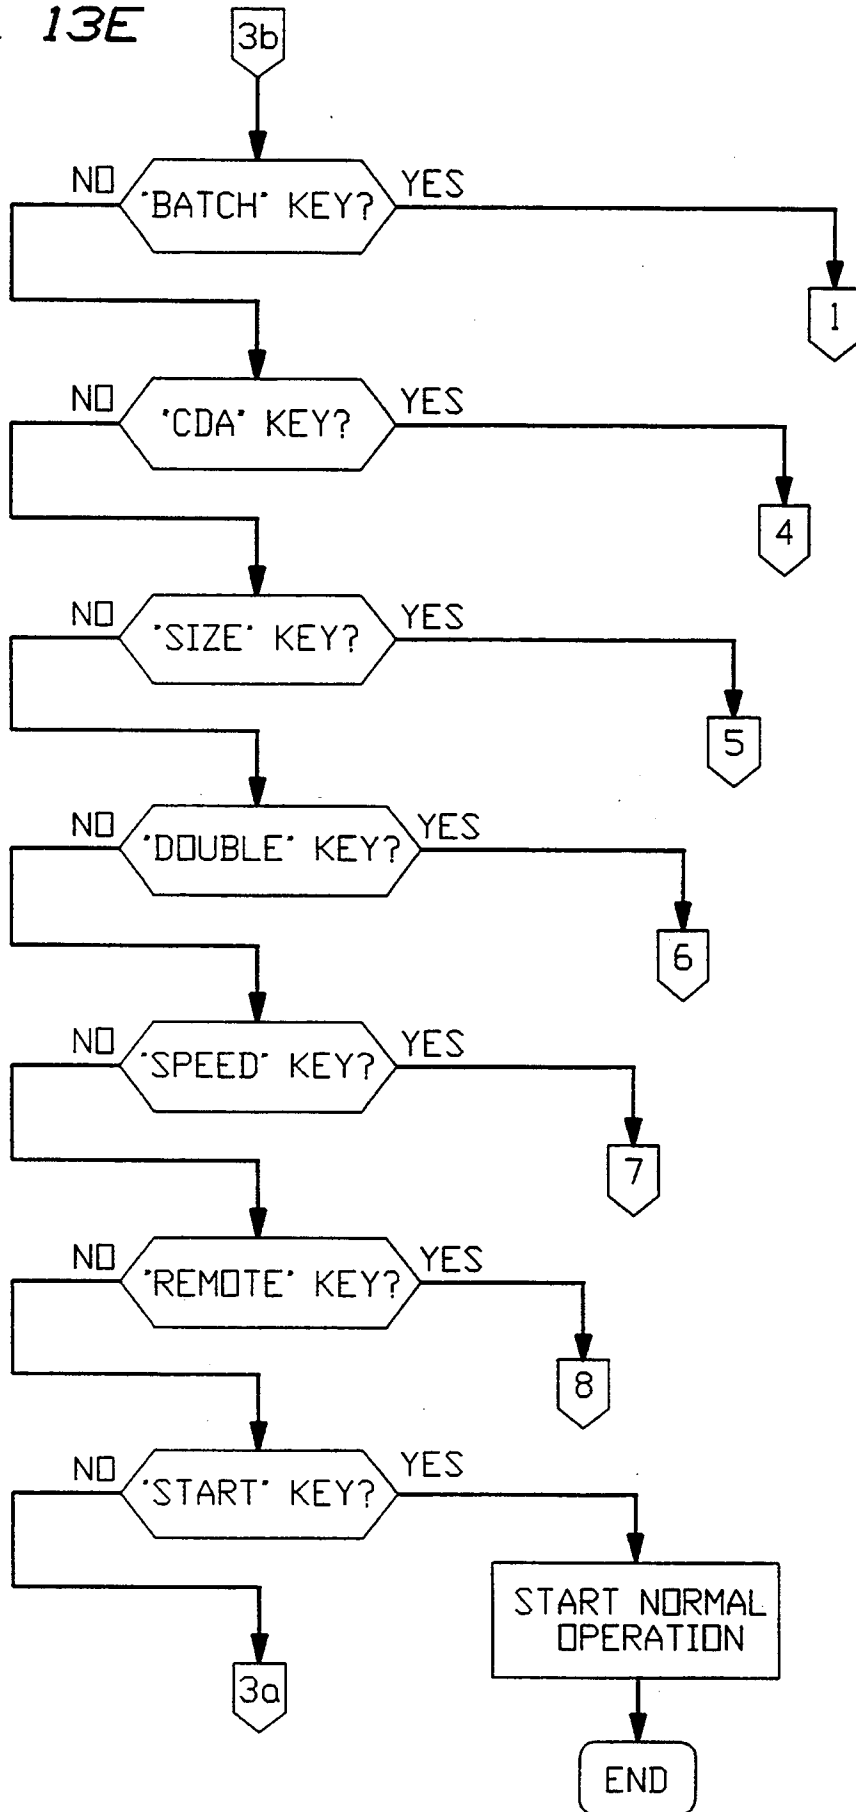 13E
3b
NO "BATCH" KEY? YES
1
NO "CDA" KEY? YES
4
NO "SIZE" KEY? YES
5
NO "DOUBLE" KEY? YES
6
NO "SPEED" KEY? YES
7
NO "REMOTE" KEY? YES
8
NO "START" KEY? YES
START NORMAL
OPERATION
3a
END